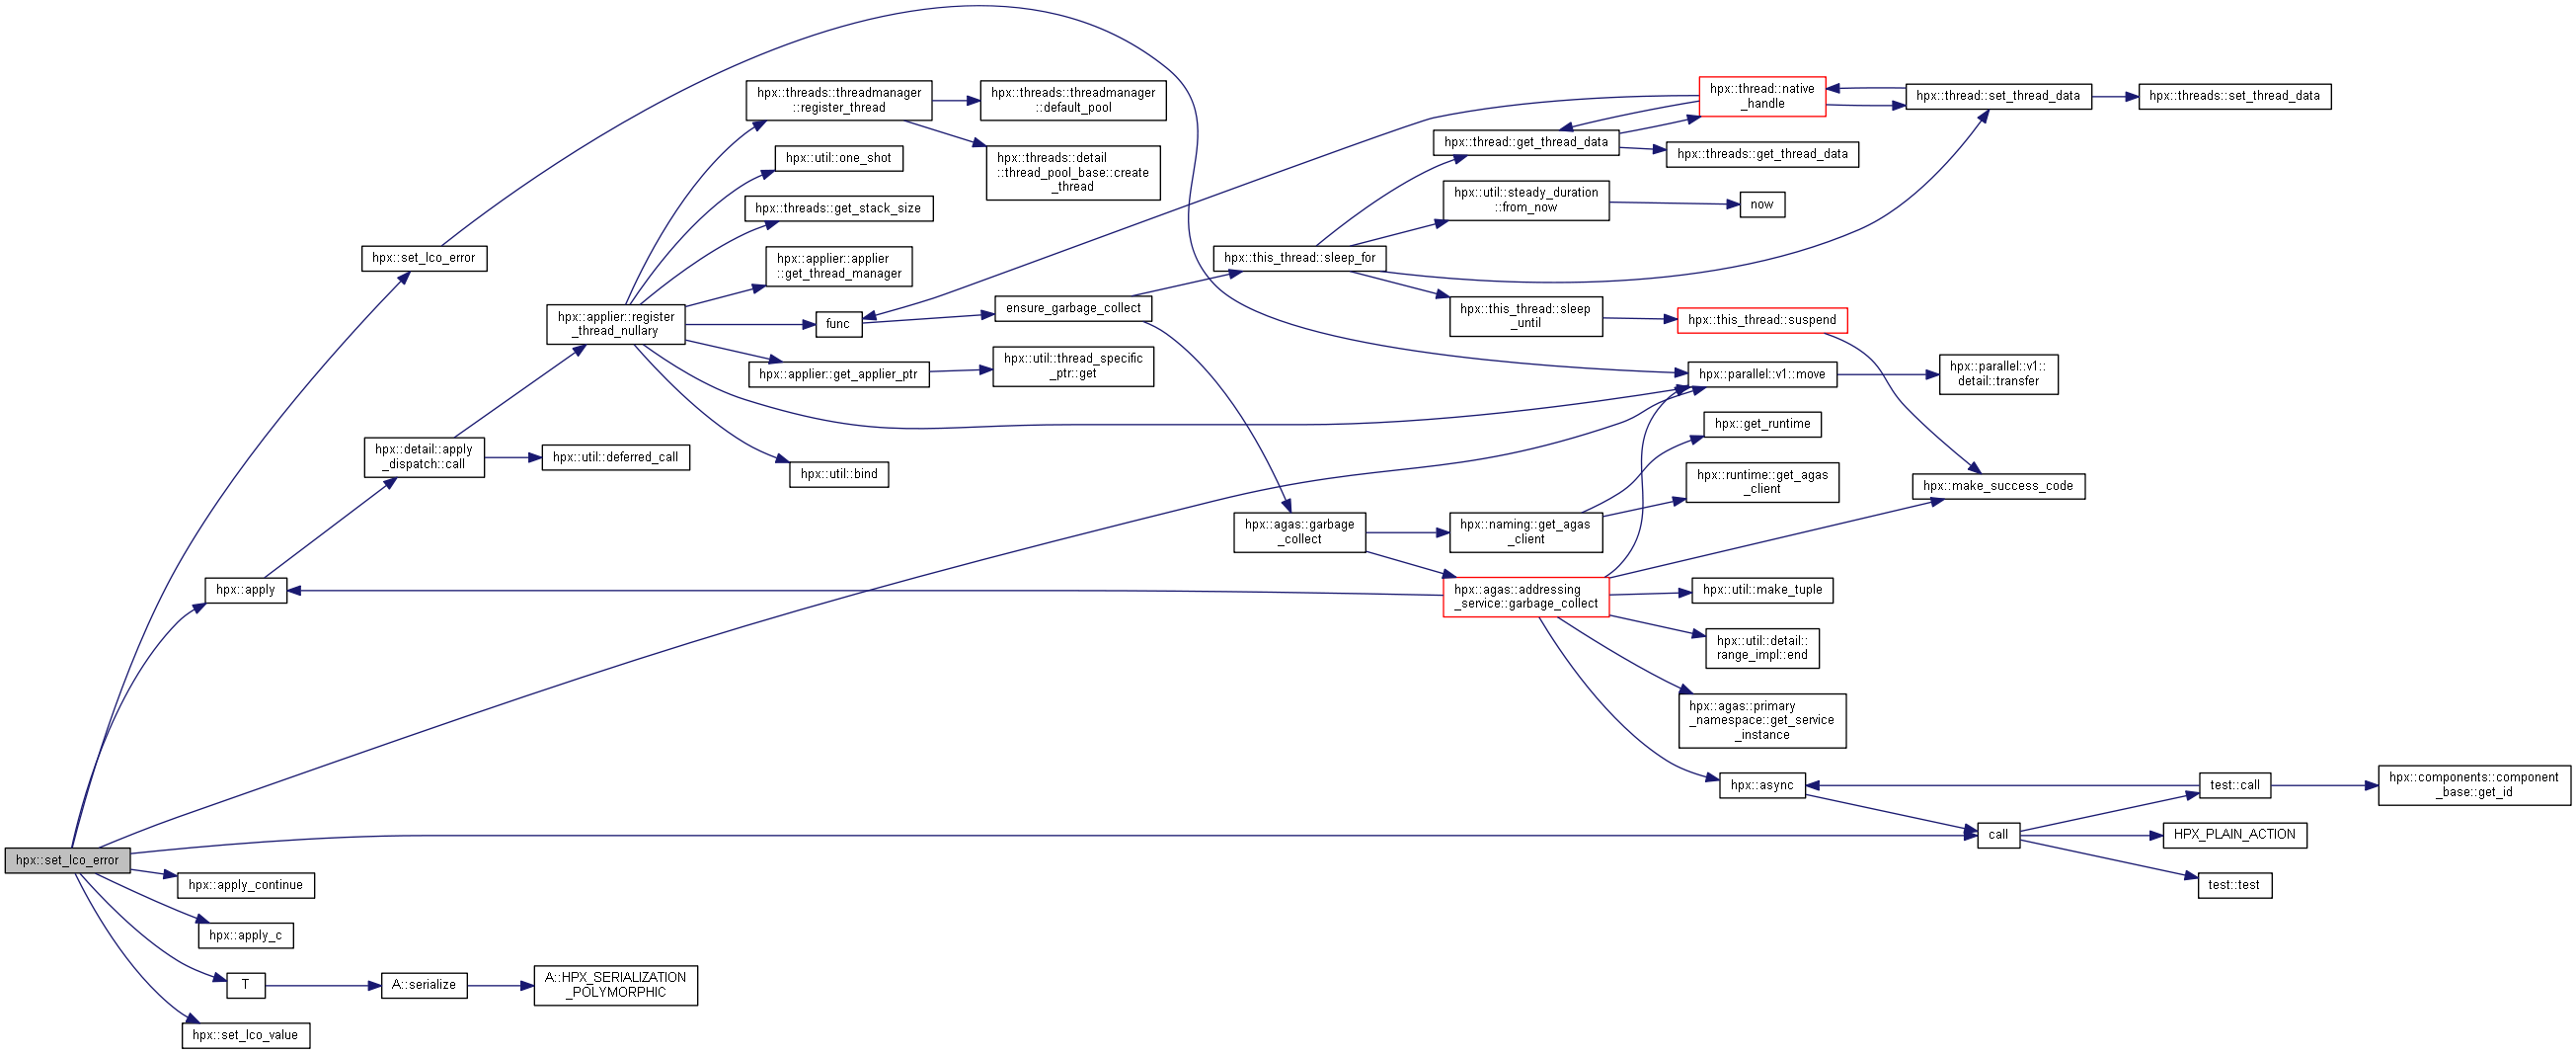 hpx::set_lco_error
hpx::set_lco_error
hpx::apply
hpx::apply_continue
hpx::apply_c
T
hpx::set_lco_value
hpx::detail::apply
_dispatch::call
hpx::util::deferred_call
A::serialize
A::HPX_SERIALIZATION
_POLYMORPHIC
hpx::applier::register
_thread_nullary
hpx::threads::threadmanager
::register_thread
hpx::util::one_shot
hpx::threads::get_stack_size
hpx::applier::applier
::get_thread_manager
func
hpx::applier::get_applier_ptr
hpx::util::bind
hpx::threads::threadmanager
::default_pool
hpx::threads::detail
::thread_pool_base::create
_thread
ensure_garbage_collect
hpx::util::thread_specific
_ptr::get
hpx::this_thread::sleep_for
hpx::agas::garbage
_collect
hpx::thread::get_thread_data
hpx::util::steady_duration
::from_now
hpx::this_thread::sleep
_until
hpx::naming::get_agas
_client
hpx::agas::addressing
_service::garbage_collect
hpx::thread::native
_handle
hpx::threads::get_thread_data
now
hpx::this_thread::suspend
hpx::parallel::v1::move
hpx::get_runtime
hpx::runtime::get_agas
_client
hpx::util::make_tuple
hpx::util::detail::
range_impl::end
hpx::agas::primary
_namespace::get_service
_instance
hpx::async
hpx::thread::set_thread_data
hpx::parallel::v1::
detail::transfer
hpx::make_success_code
call
hpx::threads::set_thread_data
test::call
HPX_PLAIN_ACTION
test::test
hpx::components::component
_base::get_id